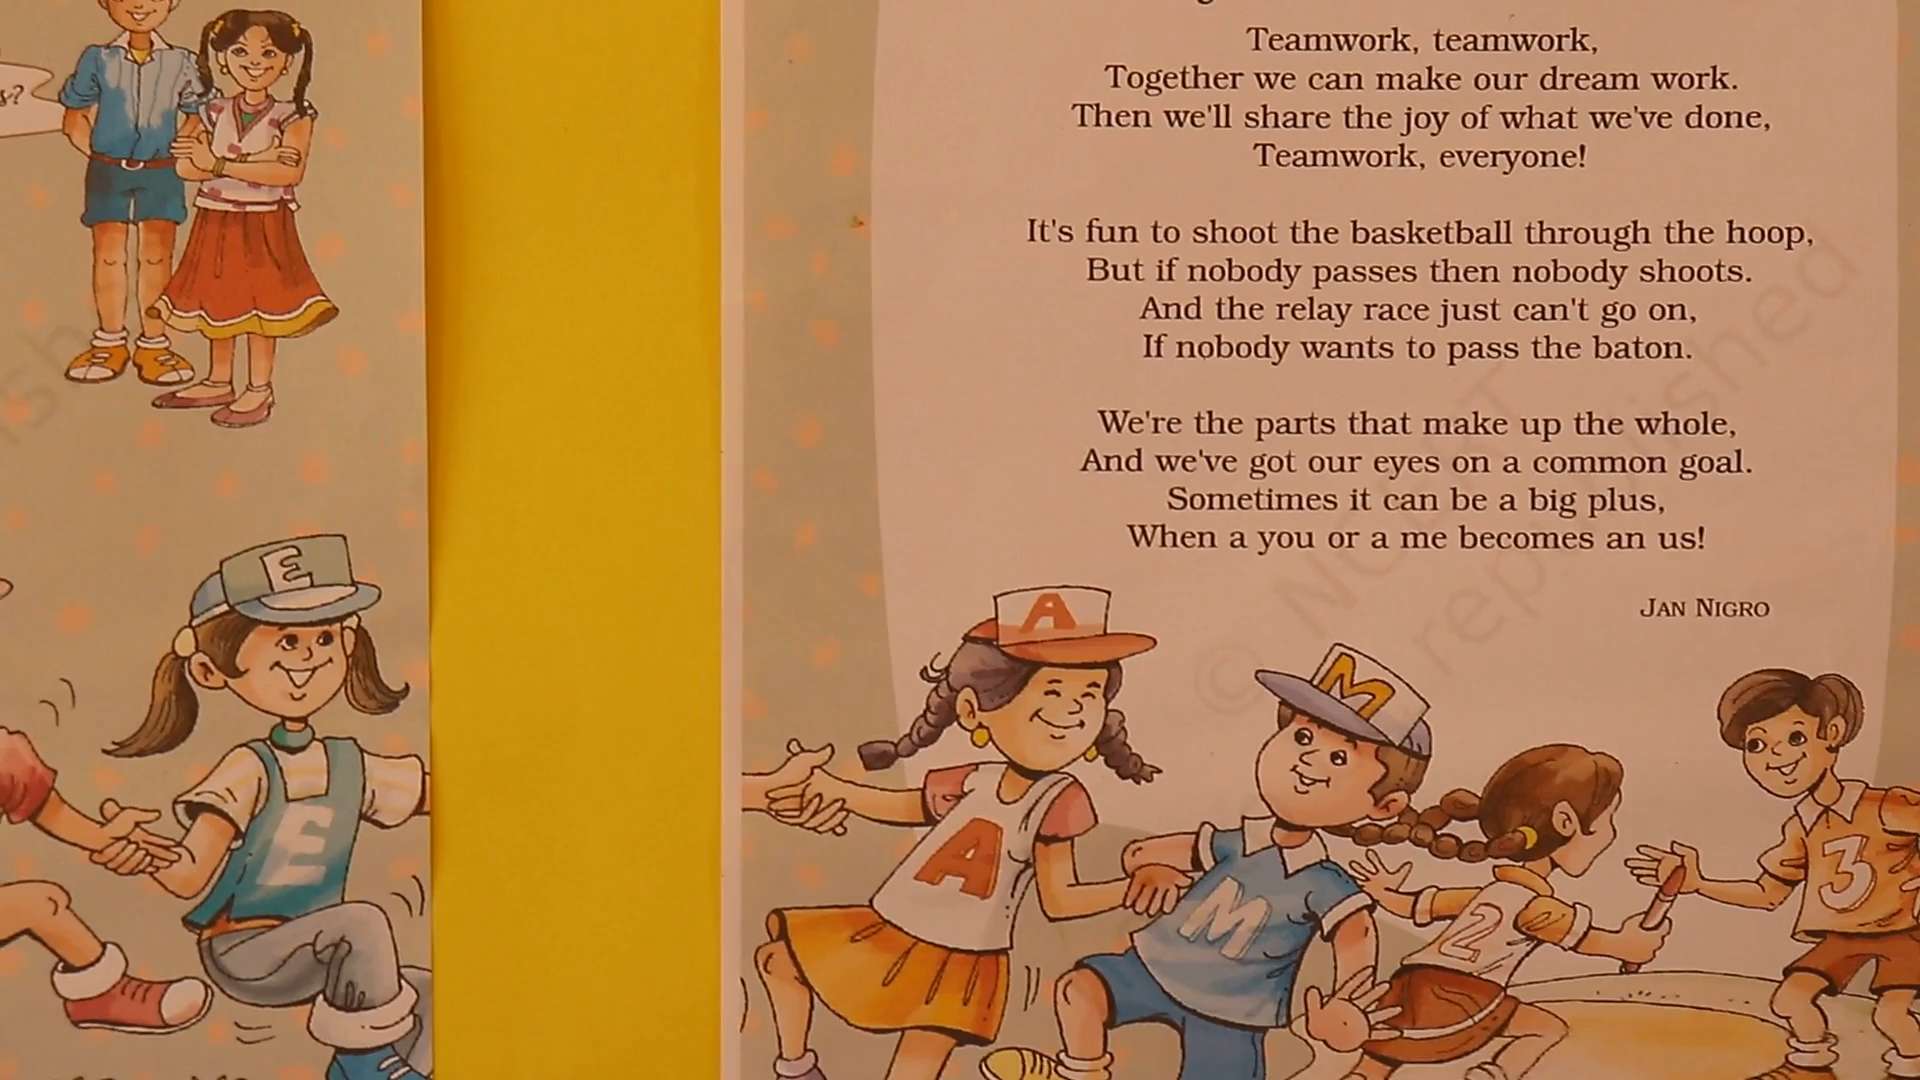 s?
E
E
Teamwork, teamwork,
Together we can make our dream work.
Then we'll share the joy of what we've done,
Teamwork, everyone!
It's fun to shoot the basketball through the hoop,
But if nobody passes then nobody shoots.
And the relay race just can't go on,
If nobody wants to pass the baton.
We're the parts that make up the whole,
And we've got our eyes on a common goal.
Sometimes it can be a big plus,
When a you or a me becomes an us!
JAN NIGRO
A
M
A
M
2
3